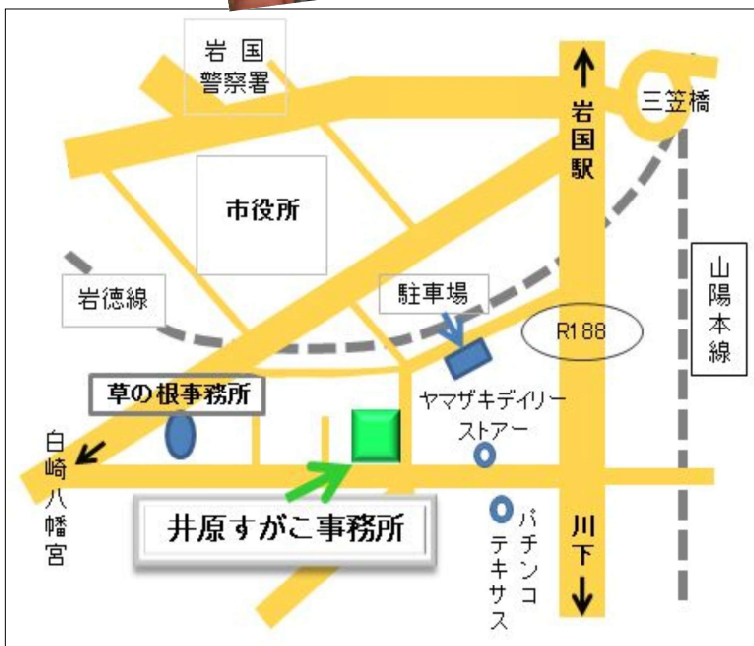 岩国
警察署
三笠橋
岩国駅
市役所
駐車場
岩徳線
山陽本線
R188
草の根事務所
ヤマザキデイリー
ストアー
白崎八幡宮
井原すがこ事務所
パチンコ
テキサス
川下